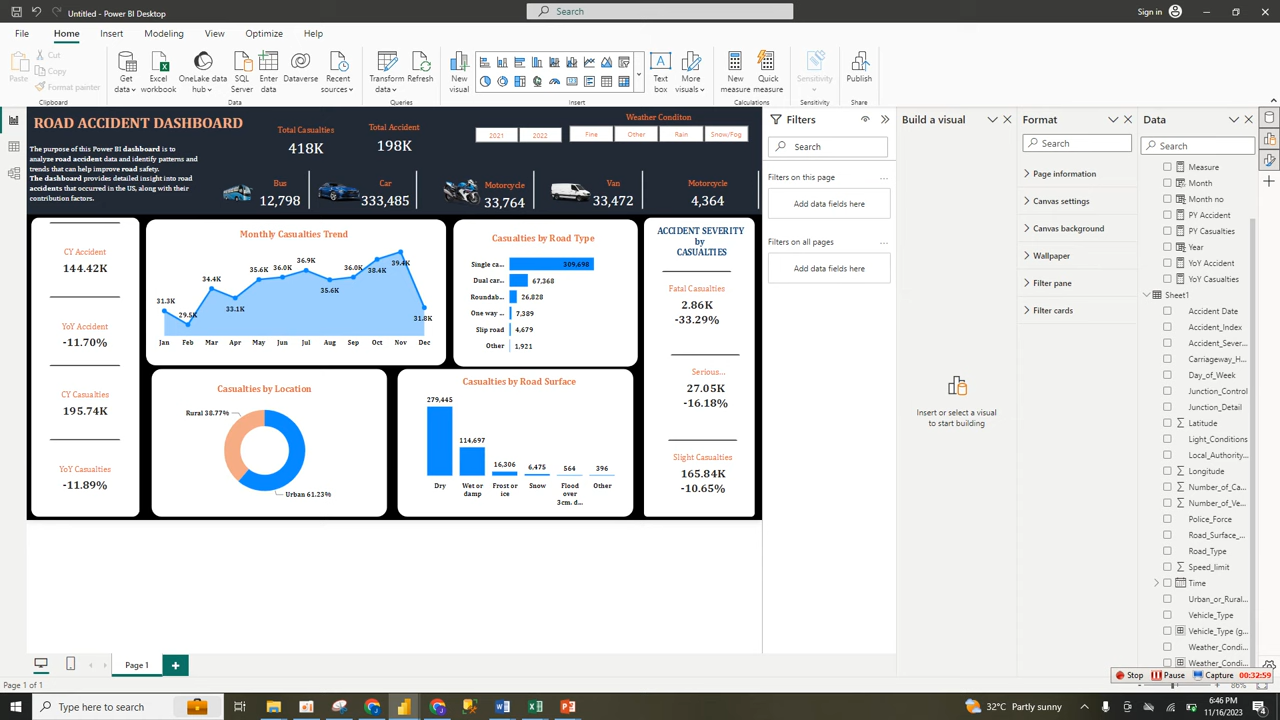 Untitled - Power BI Desktop
Search
Sign in
File
Home
Insert
Modeling
View
Optimize
Help
Paste
Cut
Copy
Format painter
Clipboard
Get data
Excel workbook
OneLake data hub
SQL Server
Enter data
Dataverse
Recent sources
Data
Transform data
Refresh
Queries
New visual
Text box
More visuals
Insert
New measure
Quick measure
Calculations
Sensitivity
Sensitivity
Publish
Share
ROAD ACCIDENT DASHBOARD
The purpose of this Power BI dashboard is to
analyze road accident data and identify patterns and
trends that can help improve road safety.
The dashboard provides detailed insight into road
accidents that occurred in the US, along with their
contribution factors.
Total Casualties
418K
Total Accident
198K
2021
2022
Weather Conditon
Fine
Other
Rain
Snow/Fog
Bus
12,798
Car
333,485
Motorcycle
33,764
Van
33,472
Motorcycle
4,364
CY Accident
144.42K
YoY Accident
-11.70%
CY Casualties
195.74K
YoY Casualties
-11.89%
Monthly Casualties Trend
31.3K
29.5K
34.4K
33.1K
35.6K
36.0K
36.9K
35.6K
36.0K
38.4K
39.4K
31.8K
Jan Feb Mar Apr May Jun Jul Aug Sep Oct Nov Dec
Casualties by Road Type
Single ca... 309,698
Dual car... 67,368
Roundab... 26,828
One way ... 7,389
Slip road 4,679
Other 1,921
ACCIDENT SEVERITY
by
CASUALTIES
Fatal Casualties
2.86K
-33.29%
Serious...
27.05K
-16.18%
Slight Casualties
165.84K
-10.65%
Casualties by Location
Rural 38.77%
Urban 61.23%
Casualties by Road Surface
279,445
114,697
16,306
6,475
564
396
Dry
Wet or damp
Frost or ice
Snow
Flood over 3cm. d...
Other
Filters
Search
Filters on this page
...
Add data fields here
Filters on all pages
...
Add data fields here
Build a visual
Insert or select a visual
to start building
Format
Search
Page information
Canvas settings
Canvas background
Wallpaper
Filter pane
Filter cards
Data
Search
Measure
Month
Month no
PY Accident
PY Casualties
Year
YoY Accident
YoY Casualties
Sheet1
Accident Date
Accident_Index
Accident_Sever...
Carriageway_H...
Day_of_Week
Junction_Control
Junction_Detail
Latitude
Light_Conditions
Local_Authority...
Longitude
Number_of_Ca...
Number_of_Ve...
Police_Force
Road_Surface_...
Road_Type
Speed_limit
Time
Urban_or_Rural...
Vehicle_Type
Vehicle_Type (g...
Weather_Condi...
Weather_Condi...
Stop
Pause
Capture
00:32:59
Page 1
Page 1 of 1
86%
Type here to search
32°C Partly sunny
6:46 PM
11/16/2023